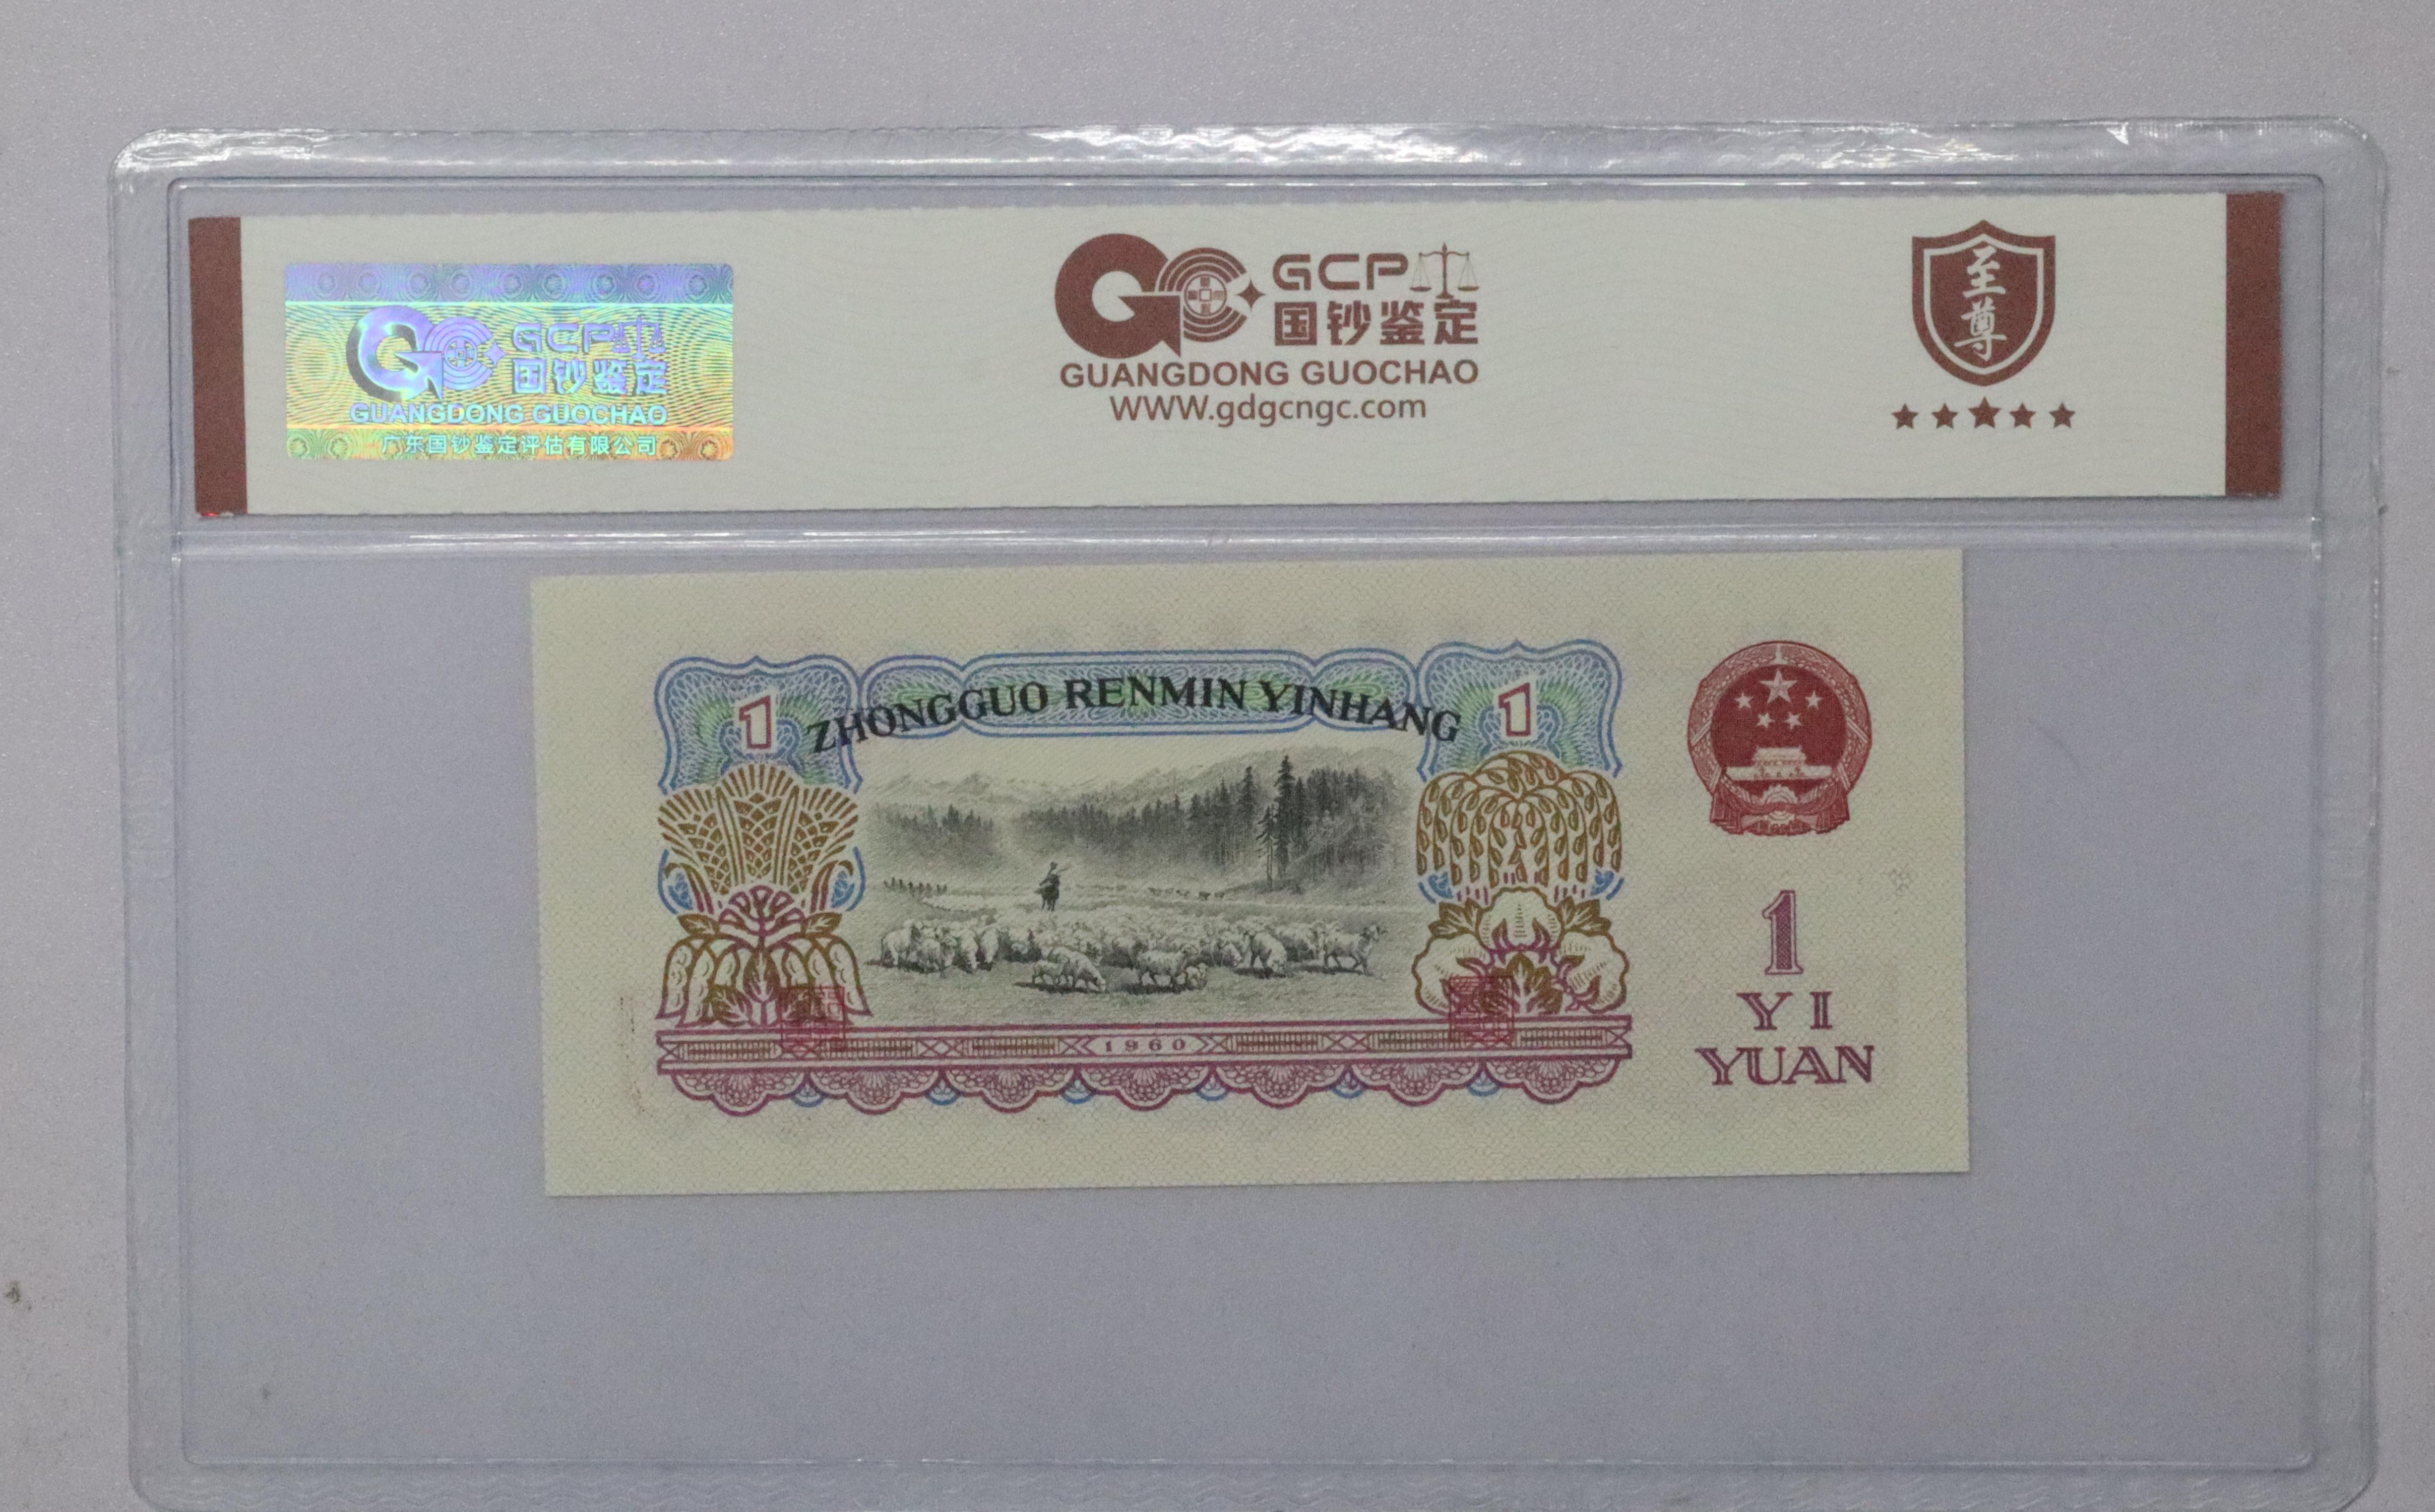 GCP
国钞鉴定
GUANGDONG GUOCHAO
广东国钞鉴定评估有限公司
GCP
国钞鉴定
GUANGDONG GUOCHAO
WWW.gdgcngc.com
至尊
1
ZHONGGUO RENMIN YINHANG
1
1
YI
YUAN
1960